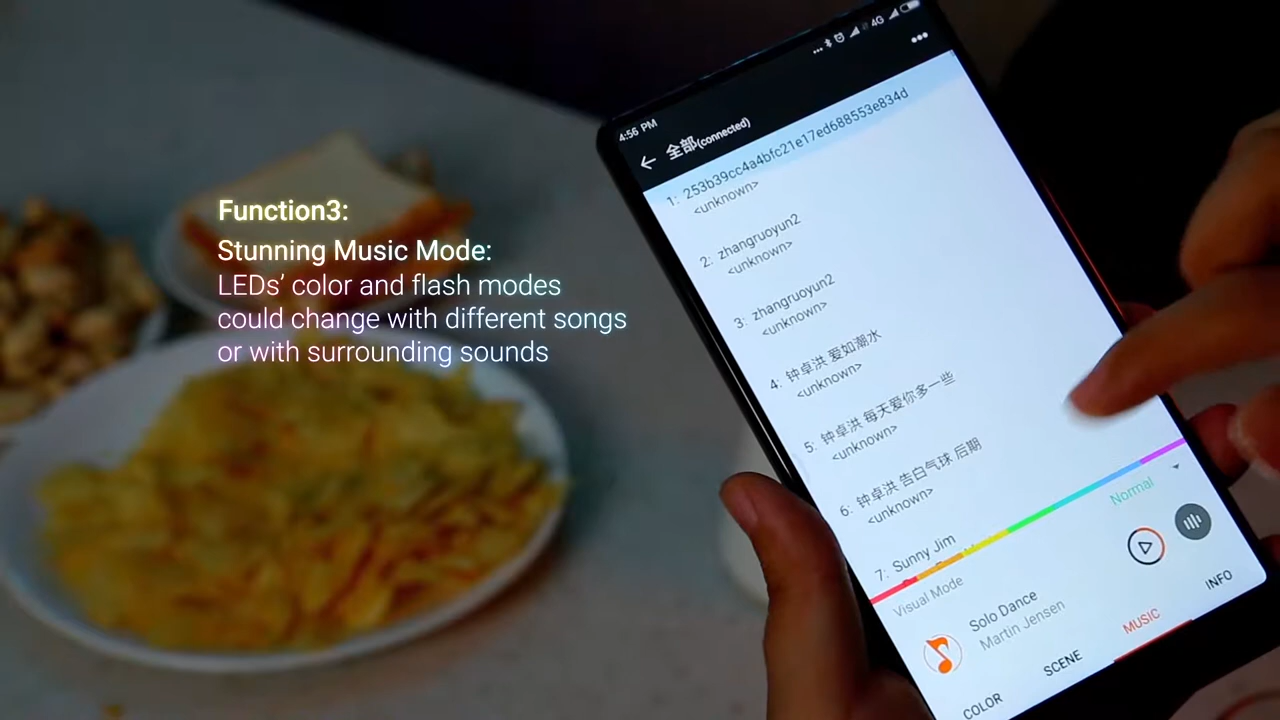 Function3:
Stunning Music Mode:
LEDs’ color and flash modes
could change with different songs
or with surrounding sounds
4:56 PM
4G
全部(connected)
1: 253b39cc4a4bfc21e17ed688553e834d
<unknown>
2: zhangruoyun2
<unknown>
3: zhangruoyun2
<unknown>
4: 钟卓洪 爱如潮水
<unknown>
5: 钟卓洪 每天爱你多一些
<unknown>
6: 钟卓洪 告白气球 后期
<unknown>
7: Sunny Jim
Visual Mode
Normal
Solo Dance
Martin Jensen
COLOR
SCENE
MUSIC
INFO